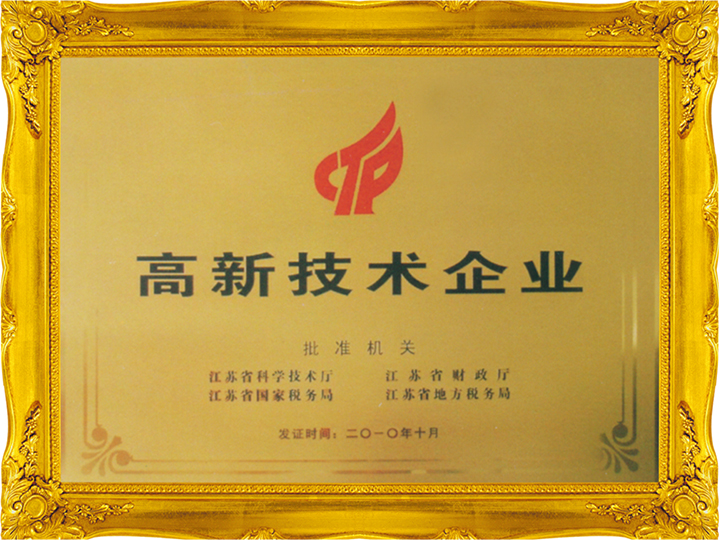 CTP
高新技术企业
批准机关
江苏省科学技术厅 江苏省财政厅
江苏省国家税务局 江苏省地方税务局
发证时间：二〇一〇年十月